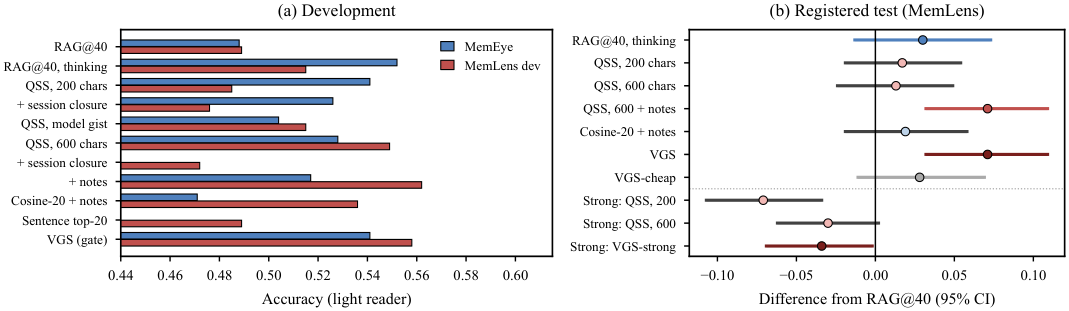 (a) Development
RAG@40
RAG@40, thinking
QSS, 200 chars
+ session closure
QSS, model gist
QSS, 600 chars
+ session closure
+ notes
Cosine-20 + notes
Sentence top-20
VGS (gate)
MemEye
MemLens dev
0.44 0.46 0.48 0.50 0.52 0.54 0.56 0.58 0.60
Accuracy (light reader)
(b) Registered test (MemLens)
RAG@40, thinking
QSS, 200 chars
QSS, 600 chars
QSS, 600 + notes
Cosine-20 + notes
VGS
VGS-cheap
Strong: QSS, 200
Strong: QSS, 600
Strong: VGS-strong
−0.10 −0.05 0.00 0.05 0.10
Difference from RAG@40 (95% CI)